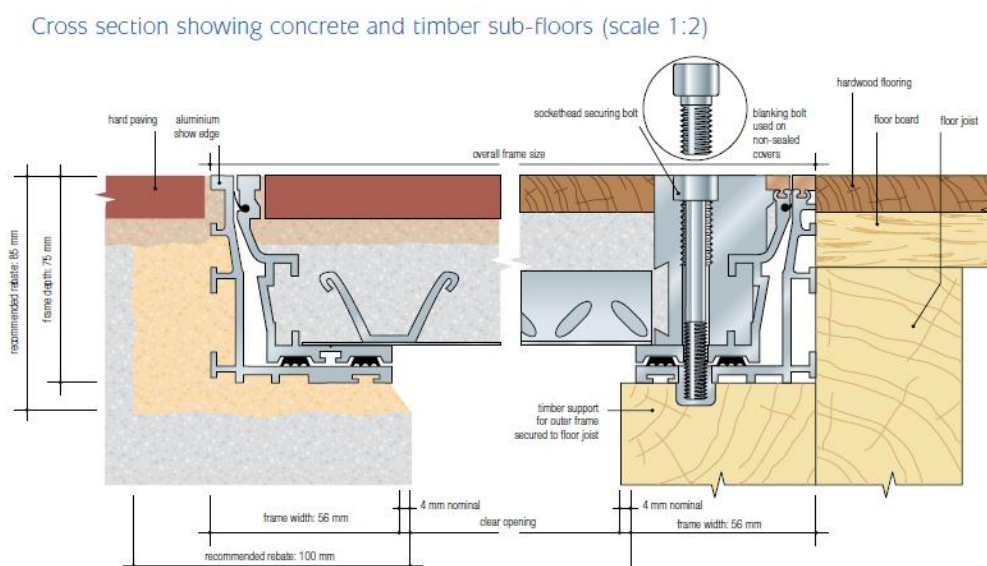 Cross section showing concrete and timber sub-floors (scale 1:2)
hard paving
aluminium
show edge
sockethead securing bolt
blanking bolt
used on
non-sealed
covers
hardwood flooring
floor board
floor joist
overall frame size
recommended rebate: 85 mm
frame depth: 75 mm
timber support
for outer frame
secured to floor joist
frame width: 56 mm
4 mm nominal
clear opening
4 mm nominal
frame width: 56 mm
recommended rebate: 100 mm